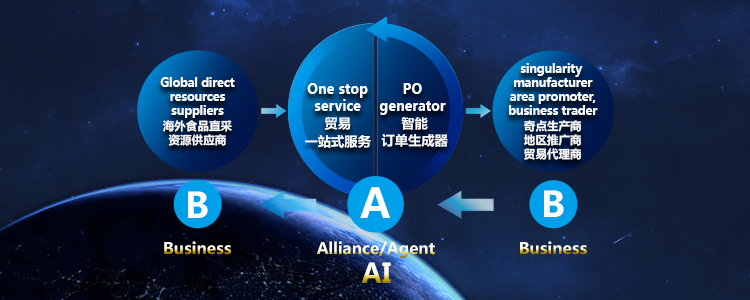 Global direct
resources
suppliers
海外食品直采
资源供应商
One stop
service
贸易
一站式服务
PO
generator
智能
订单生成器
singularity
manufacturer
area promoter,
business trader
奇点生产商
地区推广商
贸易代理商
B
A
B
Business
Alliance/Agent
Business
AI